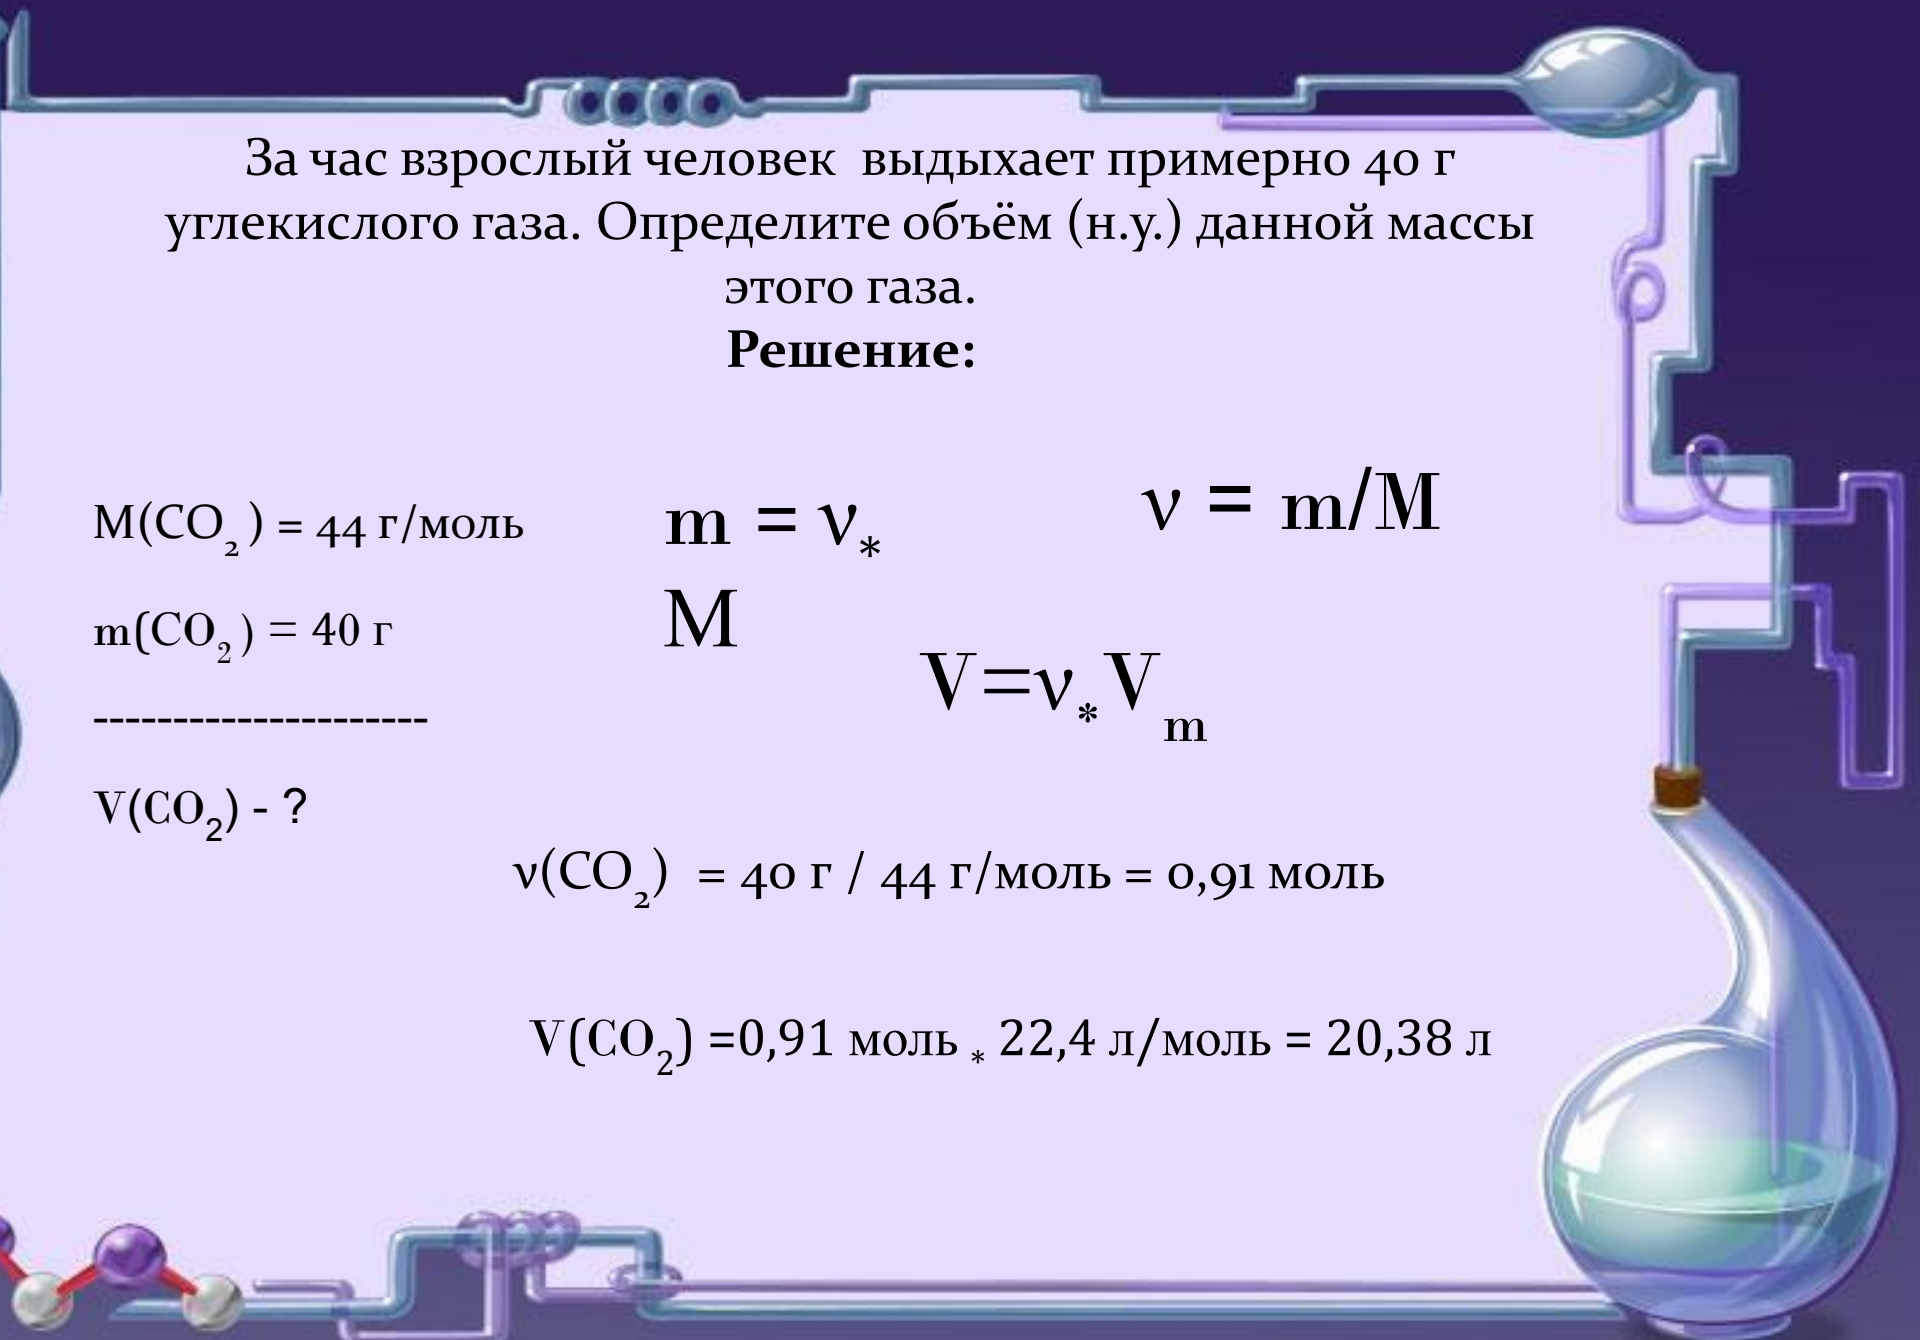 За час взрослый человек выдыхает примерно 40 г
углекислого газа. Определите объём (н.у.) данной массы
этого газа.
Решение:
M(CO₂) = 44 г/моль
m = ν*
M
ν = m/M
m(CO₂) = 40 г
V=ν*Vm
---------------------
V(CO₂) - ?
ν(CO₂) = 40 г / 44 г/моль = 0,91 моль
V(CO₂) =0,91 моль * 22,4 л/моль = 20,38 л